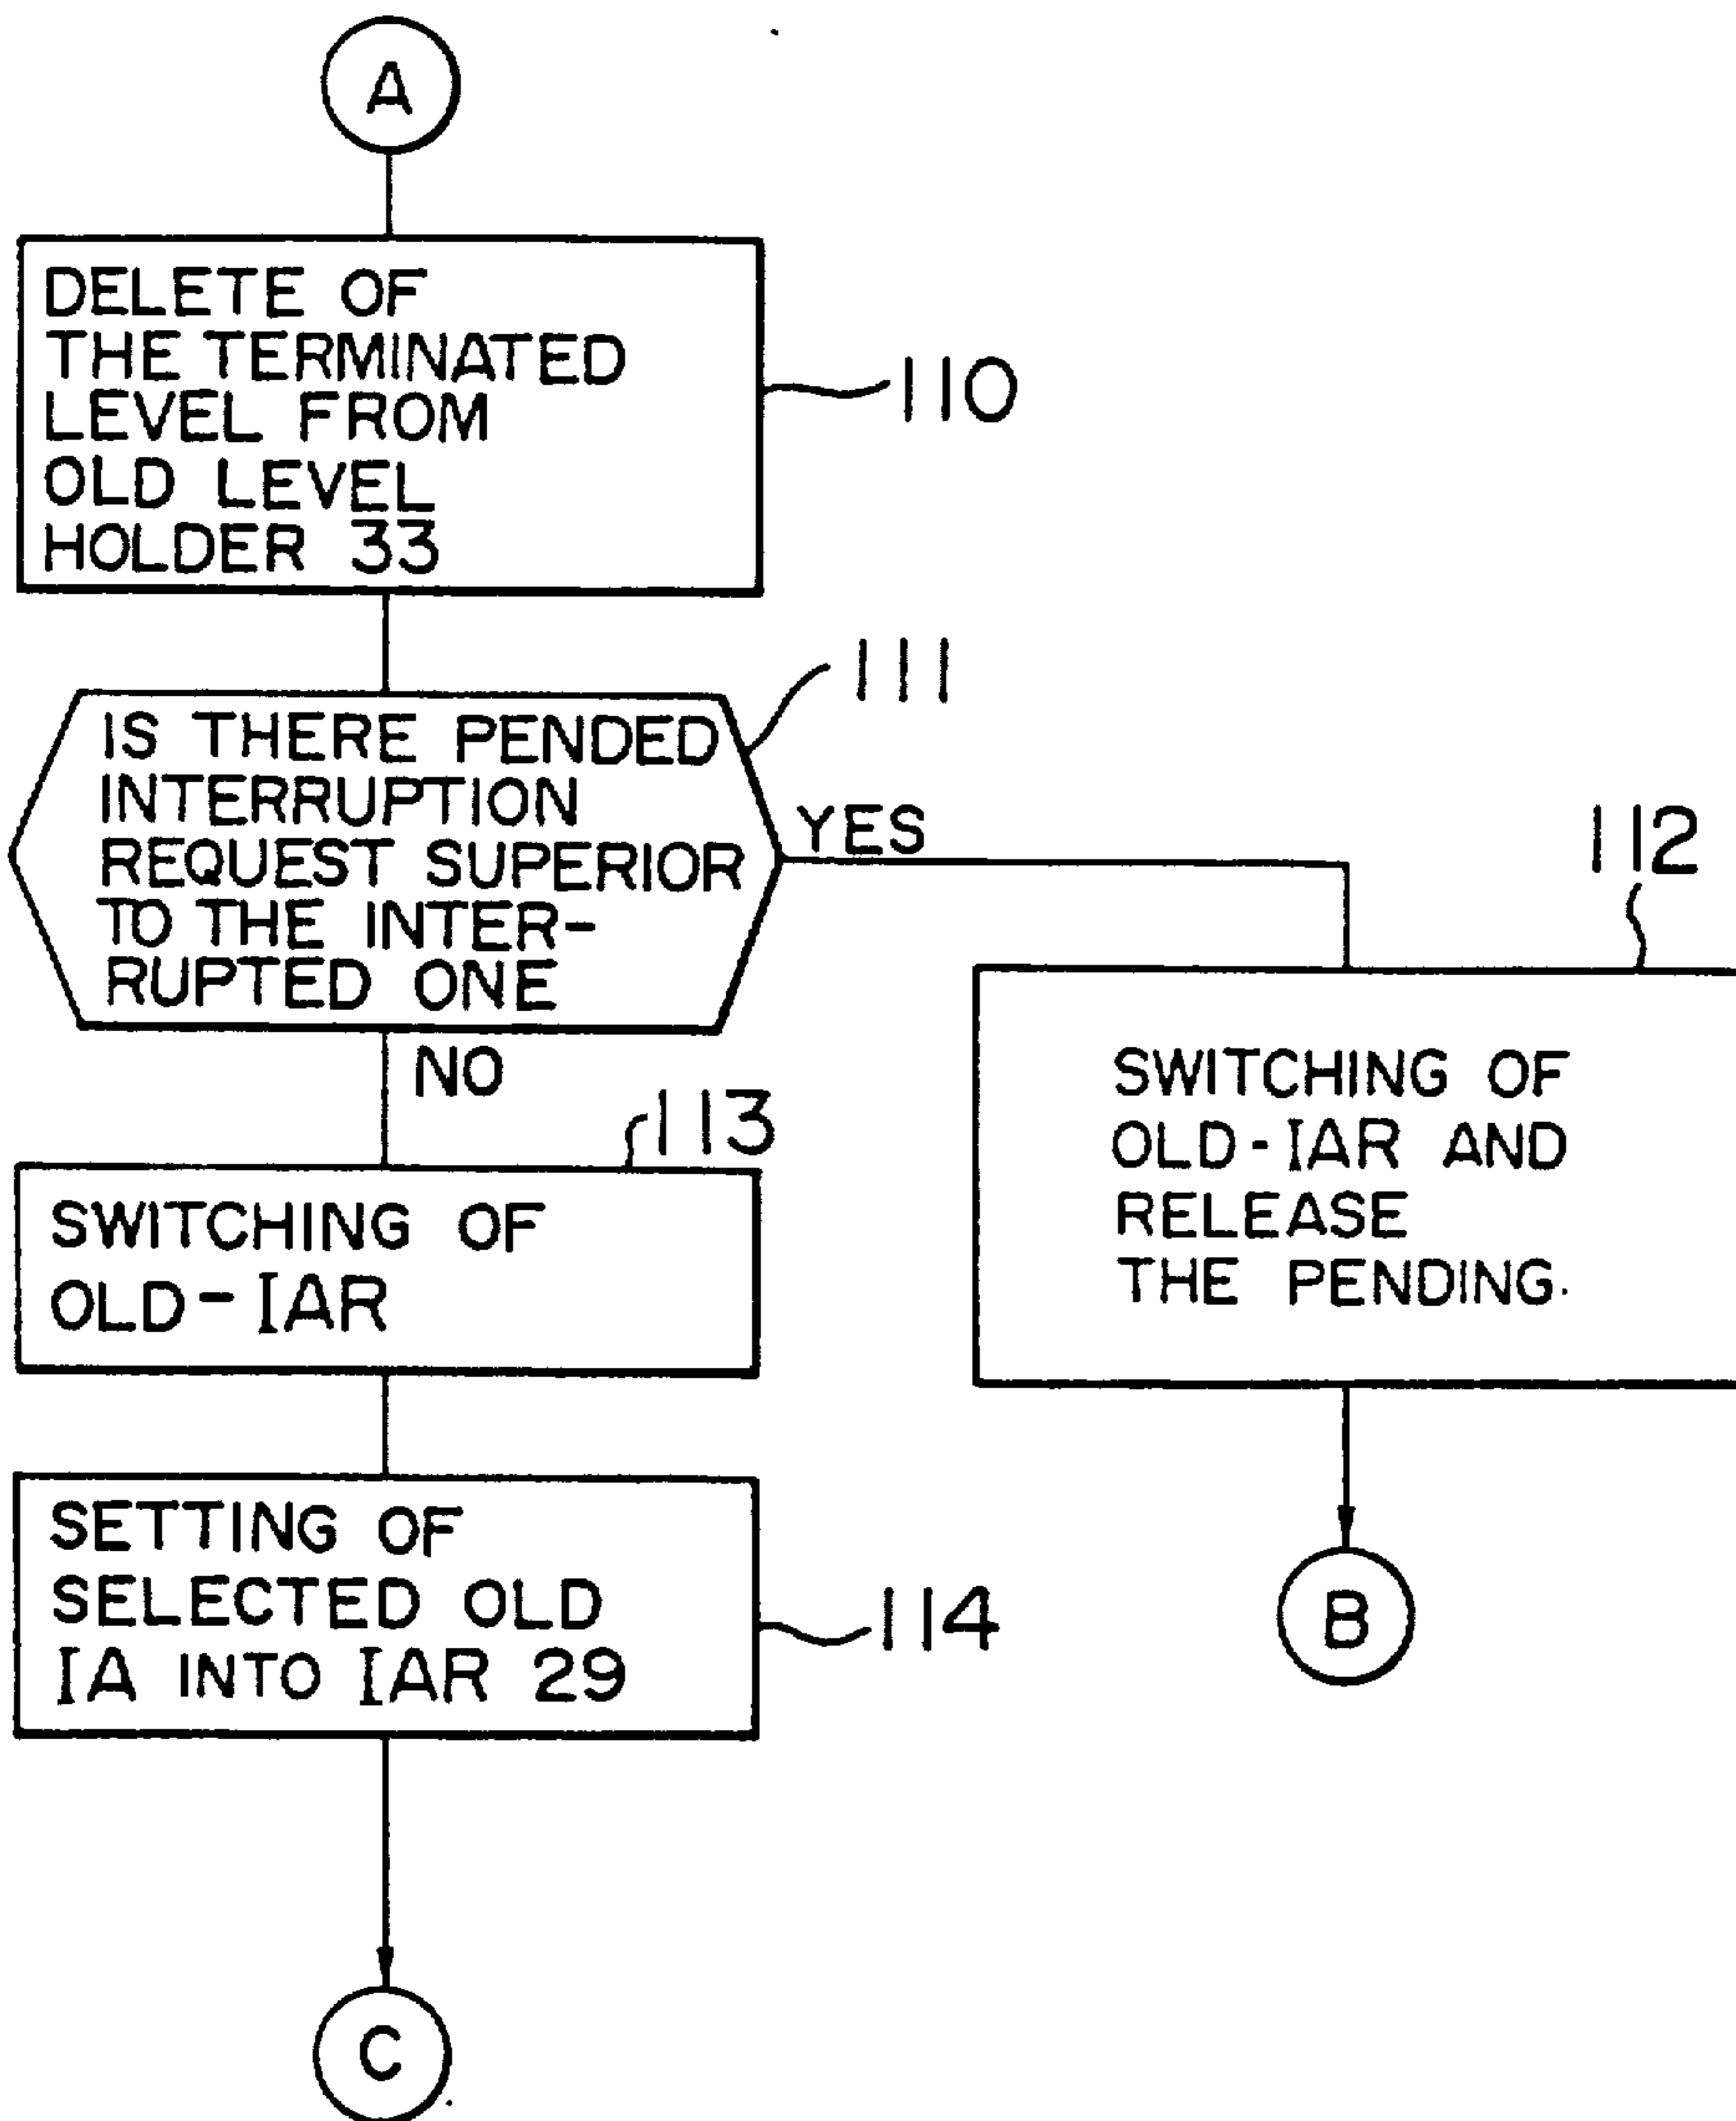 A
DELETE OF
THE TERMINATED
LEVEL FROM
OLD LEVEL
HOLDER 33
110
111
IS THERE PENDED
INTERRUPTION
REQUEST SUPERIOR
TO THE INTER-
RUPTED ONE
YES
NO
112
SWITCHING OF
OLD-IAR AND
RELEASE
THE PENDING.
B
113
SWITCHING OF
OLD-IAR
SETTING OF
SELECTED OLD
IA INTO IAR 29
114
C